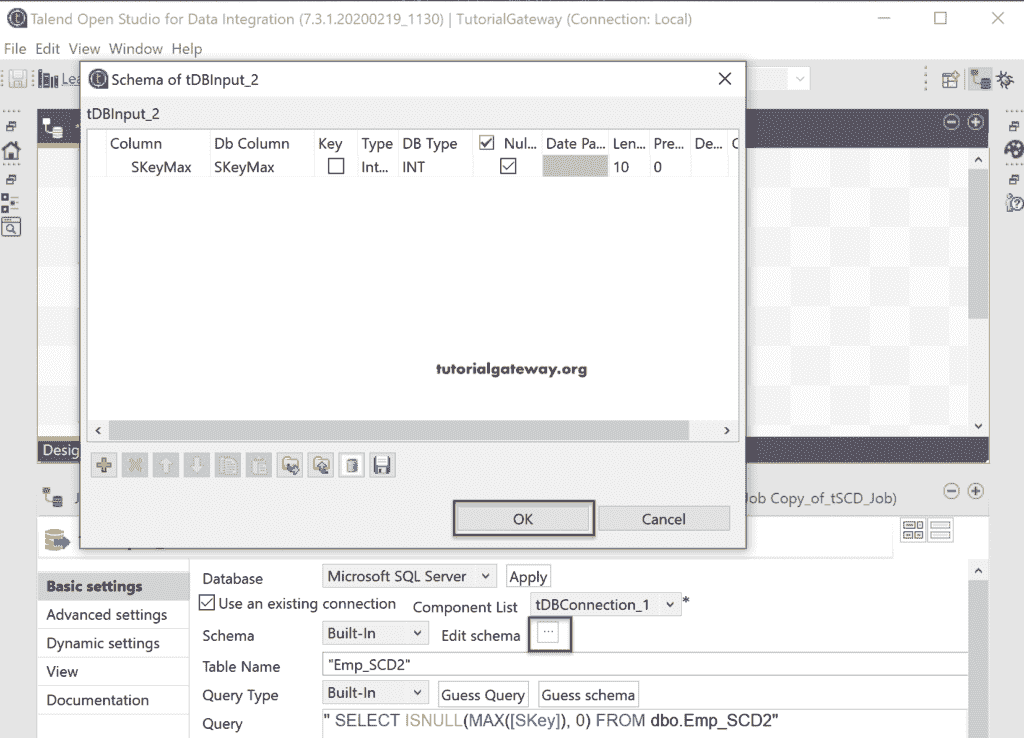 Talend Open Studio for Data Integration (7.3.1.20200219_1130) | TutorialGateway (Connection: Local)
File Edit View Window Help
Lea
Schema of tDBInput_2
tDBInput_2
Column Db Column Key Type DB Type Nul... Date Pa... Len... Pre... De...
SKeyMax SKeyMax Int... INT 10 0
tutorialgateway.org
Desig
OK Cancel
ob Copy_of_tSCD_Job)
Basic settings
Advanced settings
Dynamic settings
View
Documentation
Database Microsoft SQL Server Apply
Use an existing connection Component List tDBConnection_1 *
Schema Built-In Edit schema ...
Table Name "Emp_SCD2"
Query Type Built-In Guess Query Guess schema
Query " SELECT ISNULL(MAX([SKey]), 0) FROM dbo.Emp_SCD2"